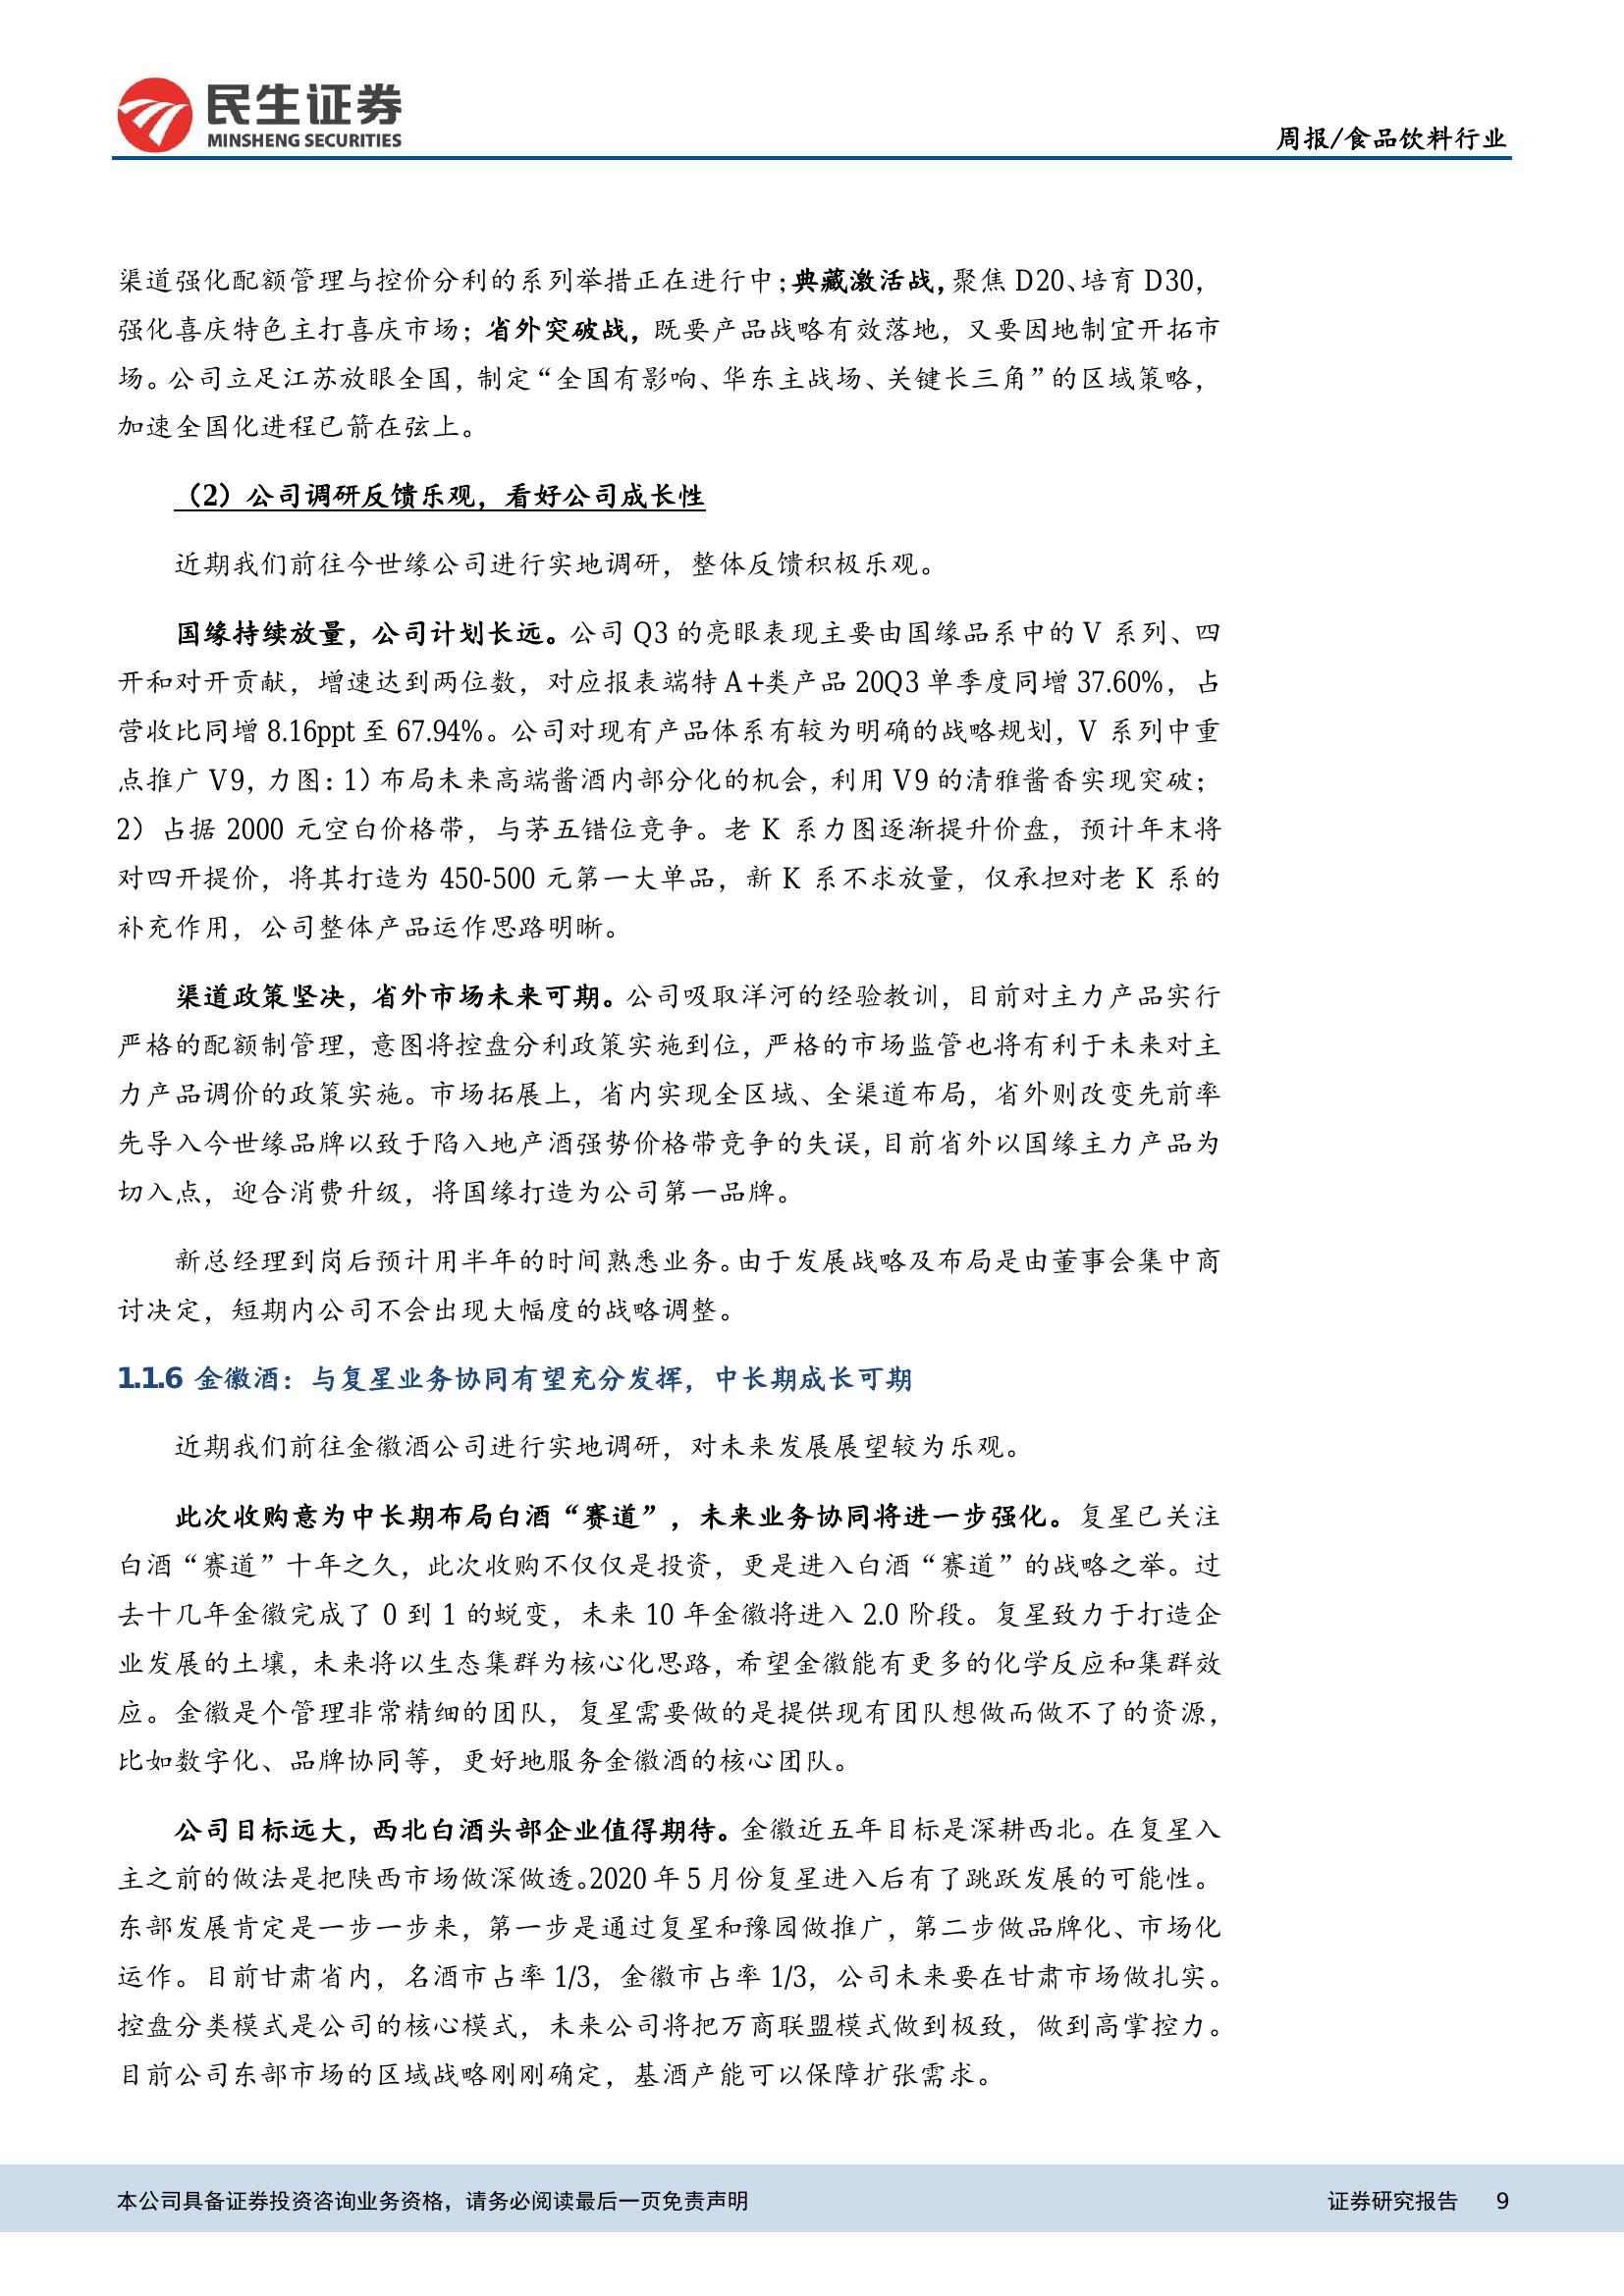 民生证券
MINSHENG SECURITIES
周报/食品饮料行业
渠道强化配额管理与控价分利的系列举措正在进行中；典藏激活战，聚焦 D20、培育 D30，
强化喜庆特色主打喜庆市场；省外突破战，既要产品战略有效落地，又要因地制宜开拓市
场。公司立足江苏放眼全国，制定“全国有影响、华东主战场、关键长三角”的区域策略，
加速全国化进程已箭在弦上。
（2）公司调研反馈乐观，看好公司成长性
近期我们前往今世缘公司进行实地调研，整体反馈积极乐观。
国缘持续放量，公司计划长远。公司 Q3 的亮眼表现主要由国缘品系中的 V 系列、四
开和对开贡献，增速达到两位数，对应报表端特 A+类产品 20Q3 单季度同增 37.60%，占
营收比同增 8.16ppt 至 67.94%。公司对现有产品体系有较为明确的战略规划，V 系列中重
点推广 V9，力图：1）布局未来高端酱酒内部分化的机会，利用 V9 的清雅酱香实现突破；
2）占据 2000 元空白价格带，与茅五错位竞争。老 K 系力图逐渐提升价盘，预计年末将
对四开提价，将其打造为 450-500 元第一大单品，新 K 系不求放量，仅承担对老 K 系的
补充作用，公司整体产品运作思路明晰。
渠道政策坚决，省外市场未来可期。公司吸取洋河的经验教训，目前对主力产品实行
严格的配额制管理，意图将控盘分利政策实施到位，严格的市场监管也将有利于未来对主
力产品调价的政策实施。市场拓展上，省内实现全区域、全渠道布局，省外则改变先前率
先导入今世缘品牌以致于陷入地产酒强势价格带竞争的失误，目前省外以国缘主力产品为
切入点，迎合消费升级，将国缘打造为公司第一品牌。
新总经理到岗后预计用半年的时间熟悉业务。由于发展战略及布局是由董事会集中商
讨决定，短期内公司不会出现大幅度的战略调整。
1.1.6 金徽酒：与复星业务协同有望充分发挥，中长期成长可期
近期我们前往金徽酒公司进行实地调研，对未来发展展望较为乐观。
此次收购意为中长期布局白酒“赛道”，未来业务协同将进一步强化。复星已关注
白酒“赛道”十年之久，此次收购不仅仅是投资，更是进入白酒“赛道”的战略之举。过
去十几年金徽完成了 0 到 1 的蜕变，未来 10 年金徽将进入 2.0 阶段。复星致力于打造企
业发展的土壤，未来将以生态集群为核心化思路，希望金徽能有更多的化学反应和集群效
应。金徽是个管理非常精细的团队，复星需要做的是提供现有团队想做而做不了的资源，
比如数字化、品牌协同等，更好地服务金徽酒的核心团队。
公司目标远大，西北白酒头部企业值得期待。金徽近五年目标是深耕西北。在复星入
主之前的做法是把陕西市场做深做透。2020 年 5 月份复星进入后有了跳跃发展的可能性。
东部发展肯定是一步一步来，第一步是通过复星和豫园做推广，第二步做品牌化、市场化
运作。目前甘肃省内，名酒市占率 1/3，金徽市占率 1/3，公司未来要在甘肃市场做扎实。
控盘分类模式是公司的核心模式，未来公司将把万商联盟模式做到极致，做到高掌控力。
目前公司东部市场的区域战略刚刚确定，基酒产能可以保障扩张需求。
本公司具备证券投资咨询业务资格，请务必阅读最后一页免责声明
证券研究报告 9